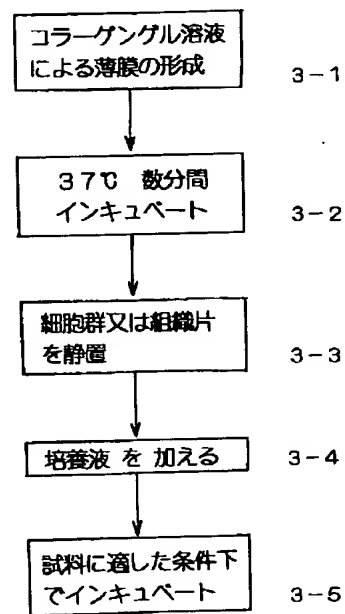 コラーゲンゲル溶液
による薄膜の形成
3-1
37℃ 数分間
インキュベート
3-2
細胞群又は組織片
を静置
3-3
培養液 を 加える
3-4
試料に適した条件下
でインキュベート
3-5